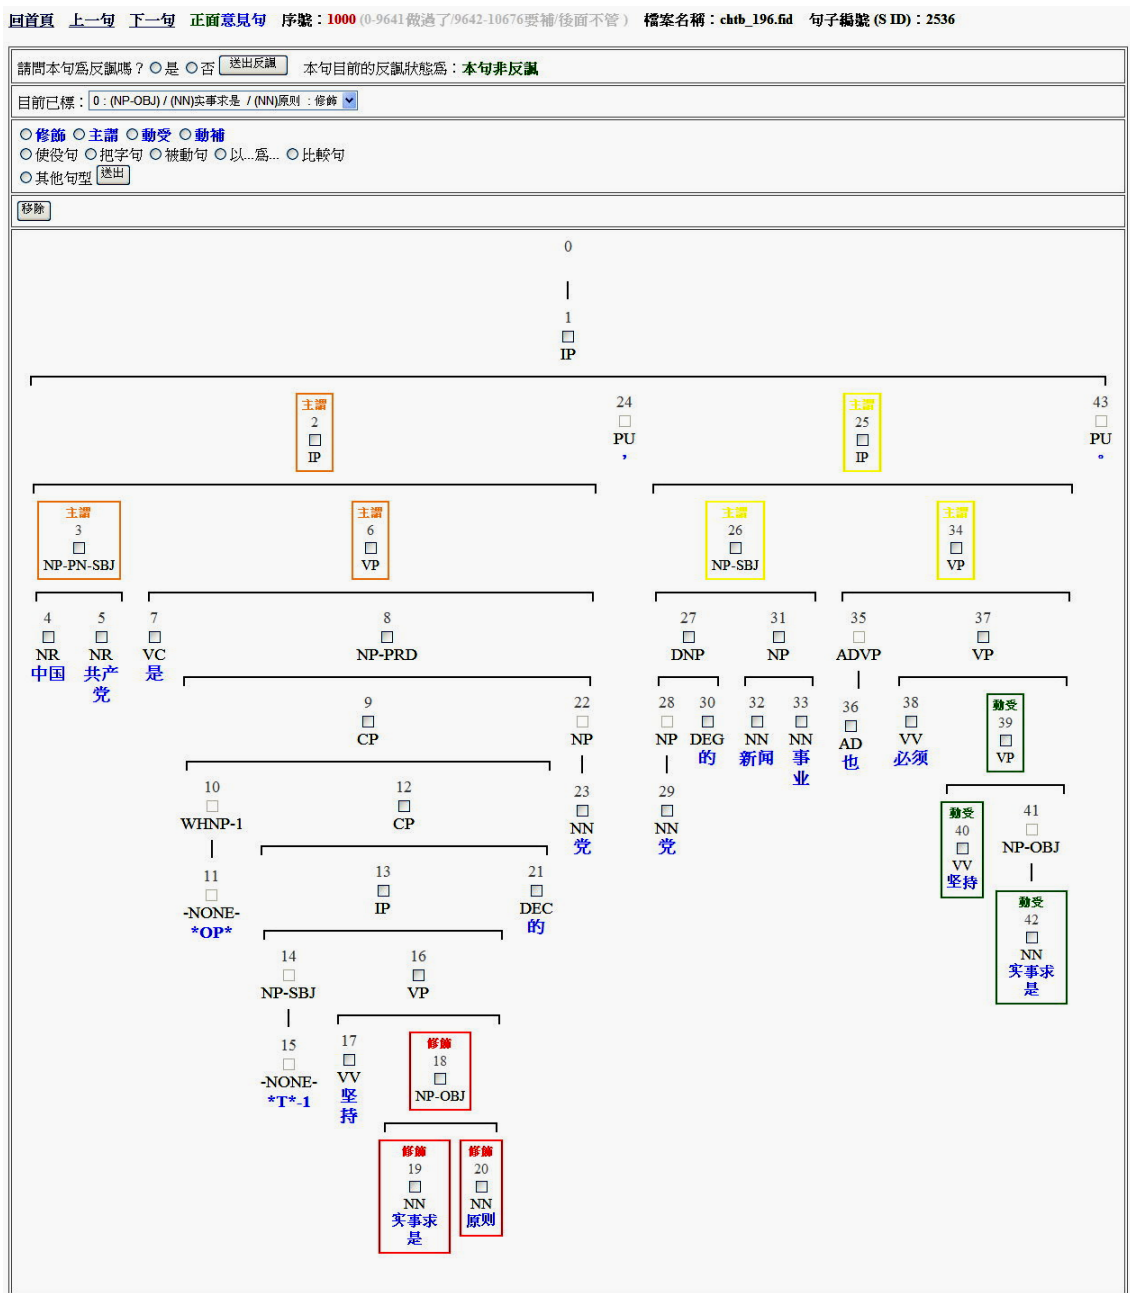 回首頁 上一句 下一句 正面意見句 序號：1000 (0-9641做過了/9642-10676要補/後面不管 ) 檔案名稱：chtb_196.fid 句子編號 (S ID)：2536
請問本句為反諷嗎？ 是 否 送出反諷 本句目前的反諷狀態為：本句非反諷
目前已標： 0 : (NP-OBJ) / (NN)实事求是 / (NN)原则 : 修飾
修飾 主謂 動受 動補
使役句 把字句 被動句 以...為... 比較句
其他句型 送出
移除
0
1
IP
主謂 24 主謂 43
2 25
PU PU
IP ， IP 。
主謂 主謂 主謂 主謂
3 6 26 34
NP-PN-SBJ VP NP-SBJ VP
4 5 7 8 27 31 35 37
NR NR VC NP-PRD DNP NP ADVP VP
中国 共产 是
党
9 22 28 30 32 33 36 38 動受
39
CP NP NP DEG NN NN AD VV VP
的 新闻 事 也 必须
业
10 12 23 29 動受 41
40
WHNP-1 CP NN NN VV NP-OBJ
党 党 坚持
11 13 21 動受
42
-NONE- IP DEC NN
*OP* 的 实事求
是
14 16
NP-SBJ VP
15 17 修飾
18
-NONE- VV NP-OBJ
*T*-1 坚
持
修飾 修飾
19 20
NN NN
实事求 原则
是